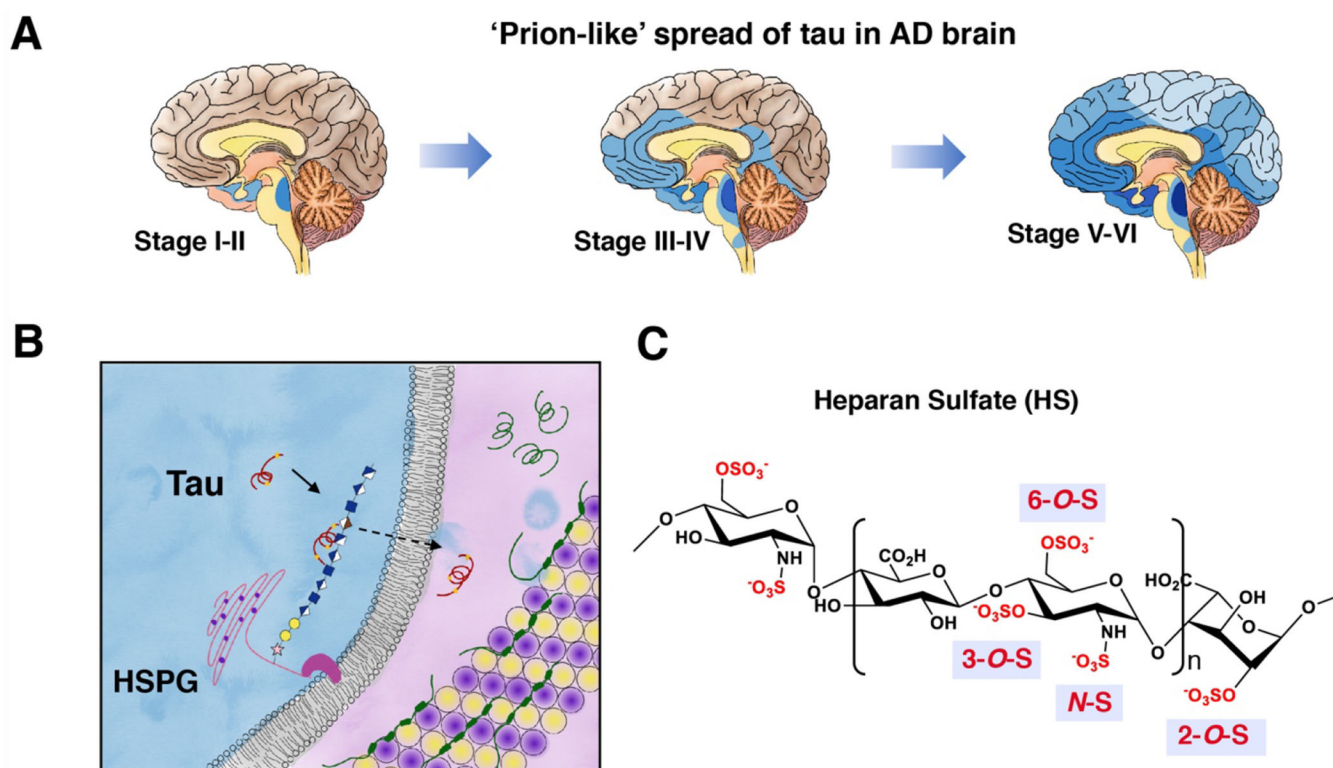 A
‘Prion-like’ spread of tau in AD brain
Stage I-II
Stage III-IV
Stage V-VI
B
Tau
HSPG
C
Heparan Sulfate (HS)
OSO₃⁻
O
O
HO
NH
⁻O₃S
O
CO₂H
O
HO
OH
O
6-O-S
OSO₃⁻
O
⁻O₃SO
3-O-S
NH
⁻O₃S
N-S
O
n
HO₂C
OH
O
O
⁻O₃SO
2-O-S